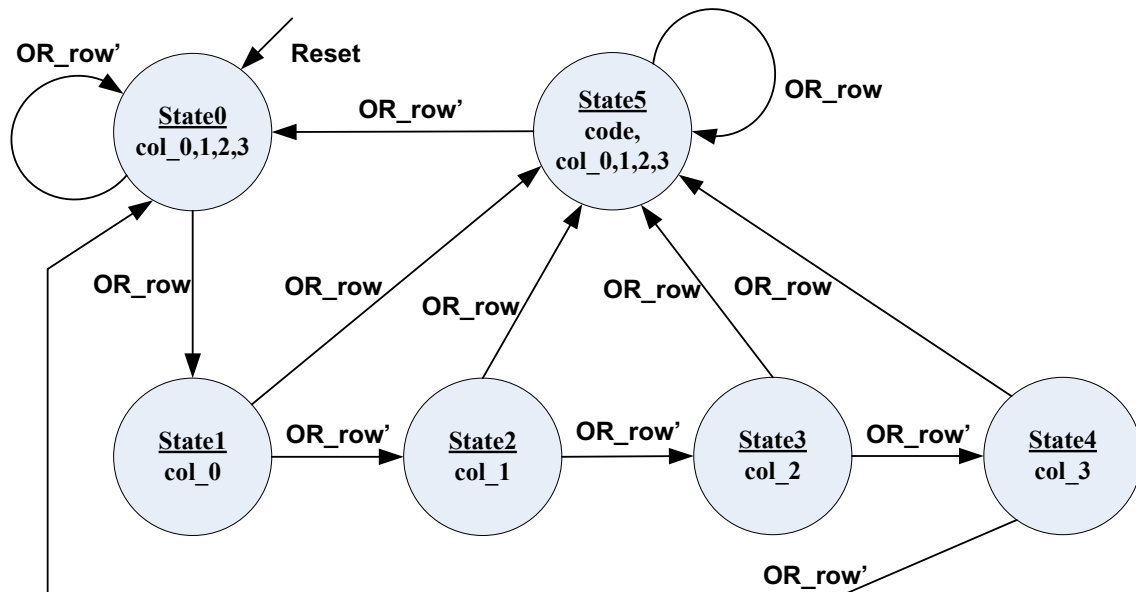 OR_row’
Reset
State0
col_0,1,2,3
OR_row’
State5
code,
col_0,1,2,3
OR_row
OR_row
OR_row
OR_row
OR_row
OR_row
State1
col_0
OR_row’
State2
col_1
OR_row’
State3
col_2
OR_row’
State4
col_3
OR_row’